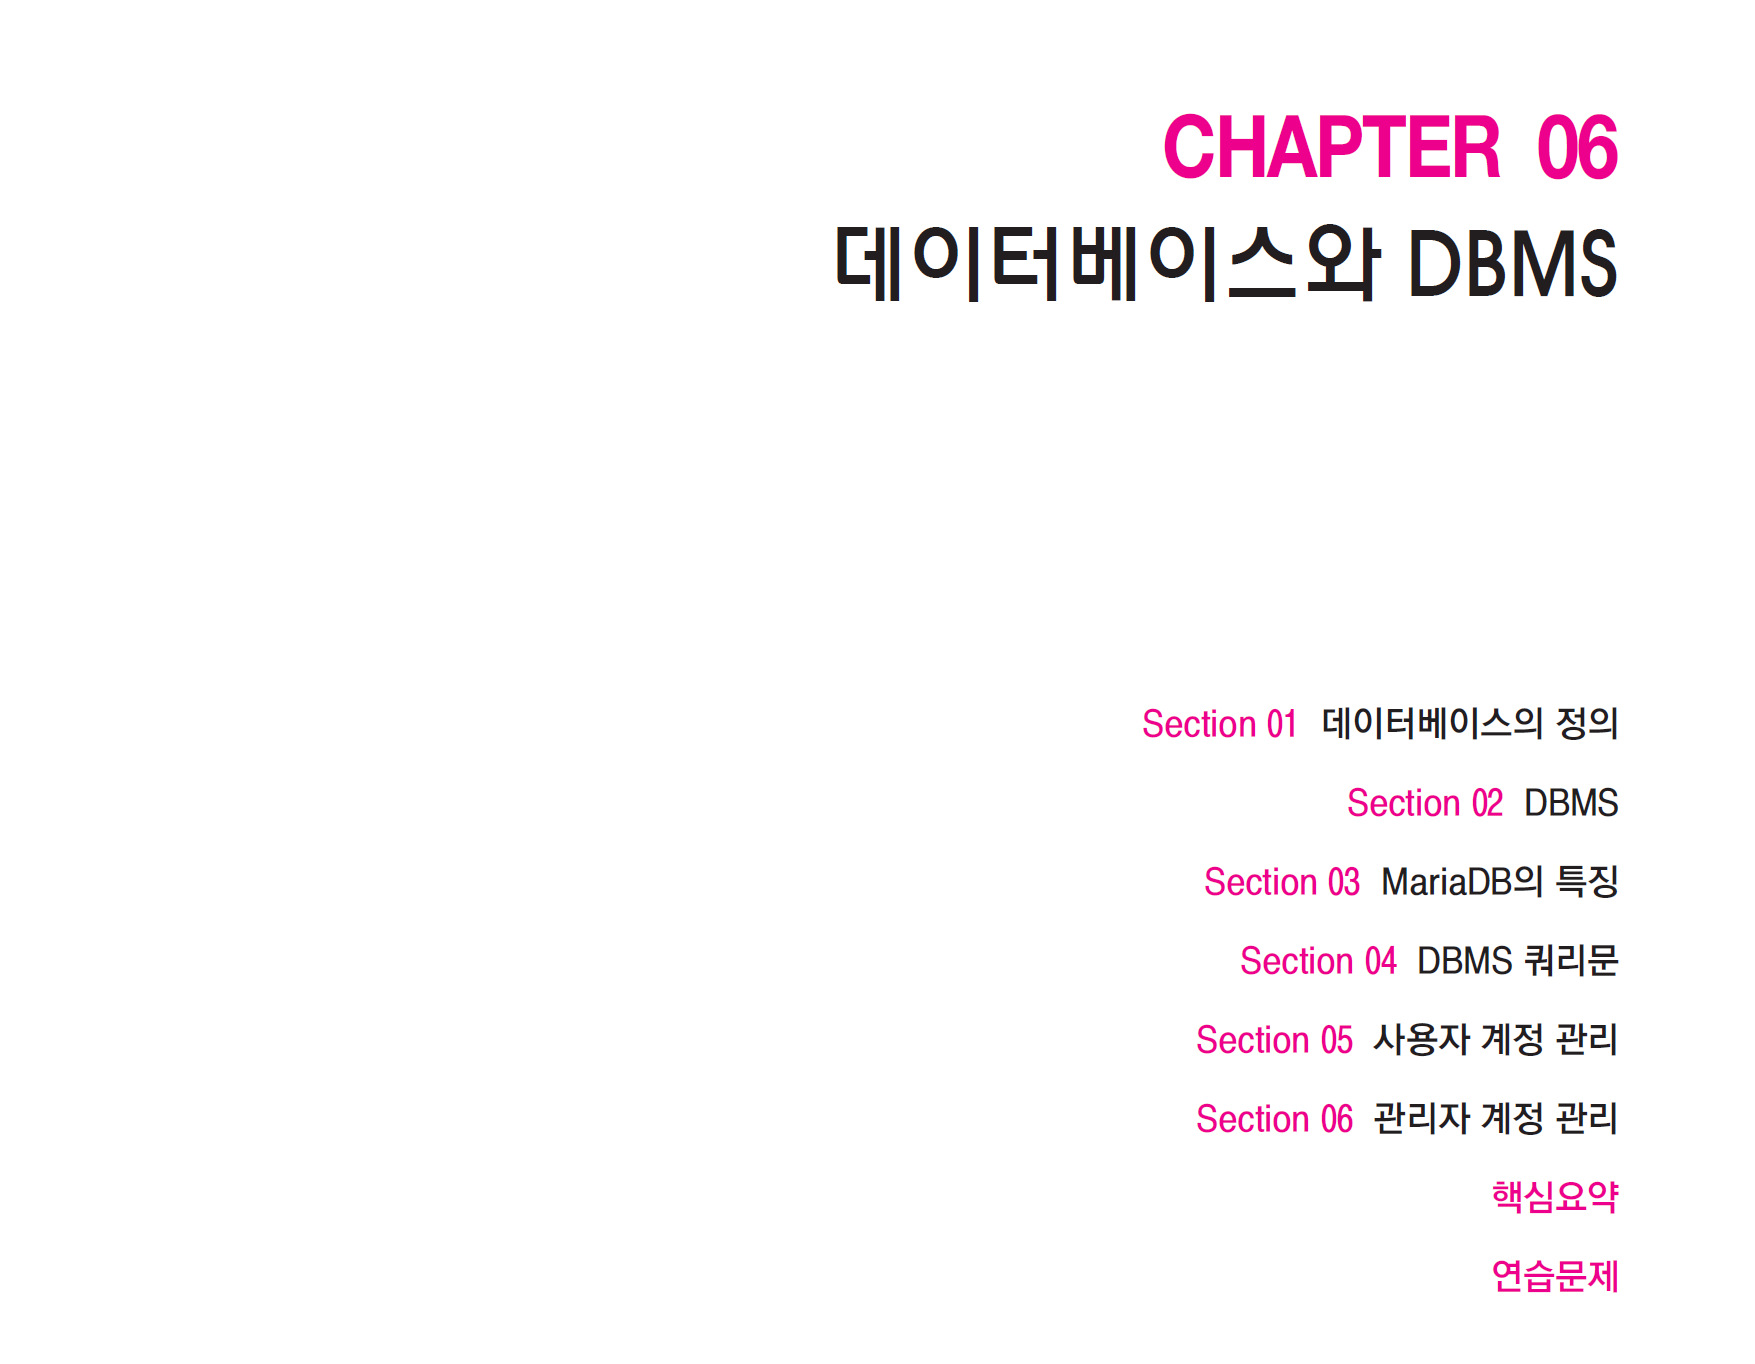 CHAPTER 06
데이터베이스와 DBMS
Section 01 데이터베이스의 정의
Section 02 DBMS
Section 03 MariaDB의 특징
Section 04 DBMS 쿼리문
Section 05 사용자 계정 관리
Section 06 관리자 계정 관리
핵심요약
연습문제